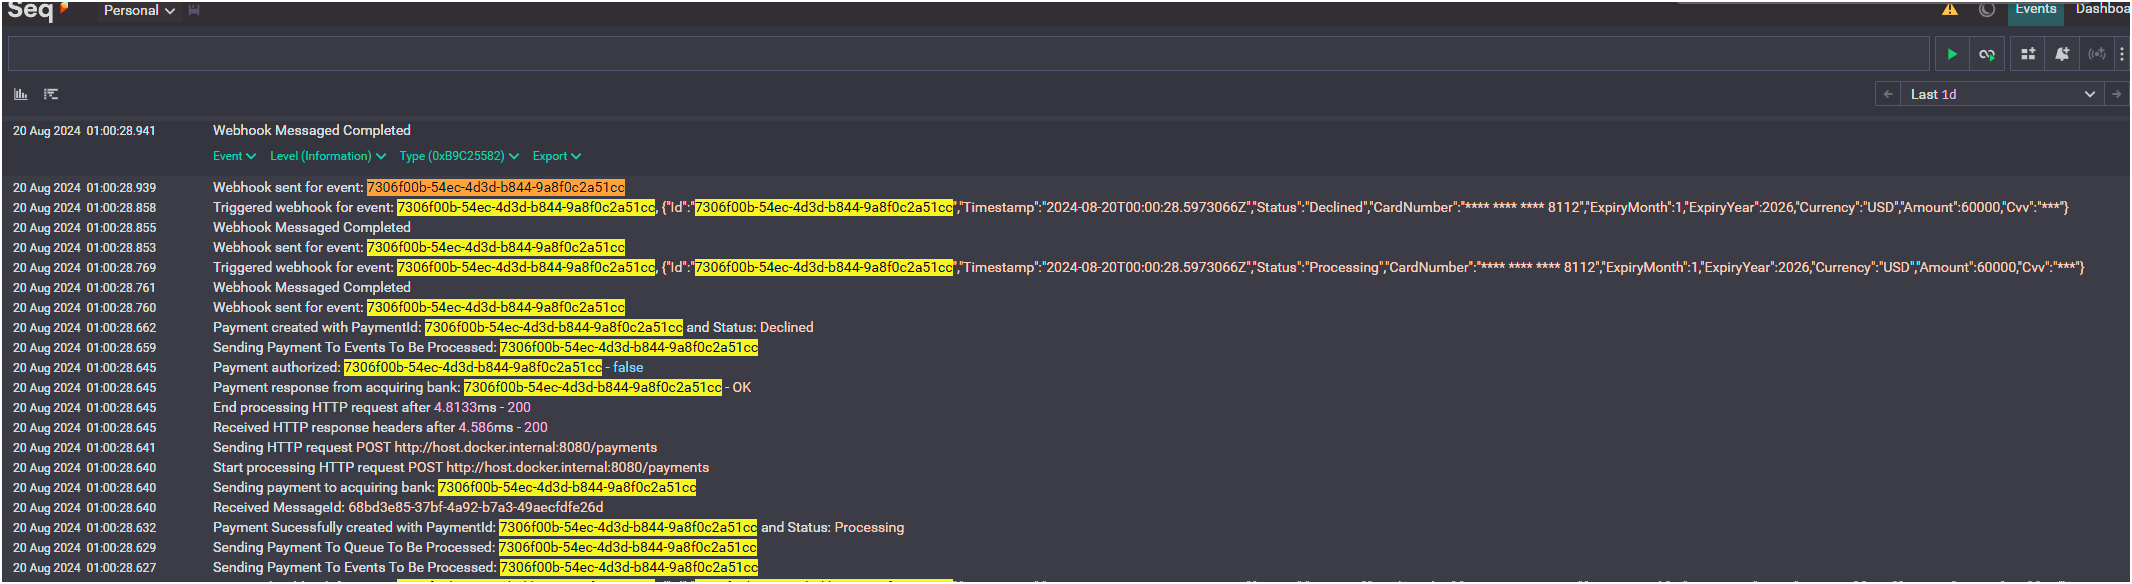 Seq Personal Events Dashboa
Last 1d
20 Aug 2024 01:00:28.941 Webhook Messaged Completed
Event Level (Information) Type (0xB9C25582) Export
20 Aug 2024 01:00:28.939 Webhook sent for event: 7306f00b-54ec-4d3d-b844-9a8f0c2a51cc
20 Aug 2024 01:00:28.858 Triggered webhook for event: 7306f00b-54ec-4d3d-b844-9a8f0c2a51cc, {"Id":"7306f00b-54ec-4d3d-b844-9a8f0c2a51cc","Timestamp":"2024-08-20T00:00:28.5973066Z","Status":"Declined","CardNumber":"**** **** **** 8112","ExpiryMonth":1,"ExpiryYear":2026,"Currency":"USD","Amount":60000,"Cvv":"***"}
20 Aug 2024 01:00:28.855 Webhook Messaged Completed
20 Aug 2024 01:00:28.853 Webhook sent for event: 7306f00b-54ec-4d3d-b844-9a8f0c2a51cc
20 Aug 2024 01:00:28.769 Triggered webhook for event: 7306f00b-54ec-4d3d-b844-9a8f0c2a51cc, {"Id":"7306f00b-54ec-4d3d-b844-9a8f0c2a51cc","Timestamp":"2024-08-20T00:00:28.5973066Z","Status":"Processing","CardNumber":"**** **** **** 8112","ExpiryMonth":1,"ExpiryYear":2026,"Currency":"USD","Amount":60000,"Cvv":"***"}
20 Aug 2024 01:00:28.761 Webhook Messaged Completed
20 Aug 2024 01:00:28.760 Webhook sent for event: 7306f00b-54ec-4d3d-b844-9a8f0c2a51cc
20 Aug 2024 01:00:28.662 Payment created with PaymentId: 7306f00b-54ec-4d3d-b844-9a8f0c2a51cc and Status: Declined
20 Aug 2024 01:00:28.659 Sending Payment To Events To Be Processed: 7306f00b-54ec-4d3d-b844-9a8f0c2a51cc
20 Aug 2024 01:00:28.645 Payment authorized: 7306f00b-54ec-4d3d-b844-9a8f0c2a51cc - false
20 Aug 2024 01:00:28.645 Payment response from acquiring bank: 7306f00b-54ec-4d3d-b844-9a8f0c2a51cc - OK
20 Aug 2024 01:00:28.645 End processing HTTP request after 4.8133ms - 200
20 Aug 2024 01:00:28.645 Received HTTP response headers after 4.586ms - 200
20 Aug 2024 01:00:28.641 Sending HTTP request POST http://host.docker.internal:8080/payments
20 Aug 2024 01:00:28.640 Start processing HTTP request POST http://host.docker.internal:8080/payments
20 Aug 2024 01:00:28.640 Sending payment to acquiring bank: 7306f00b-54ec-4d3d-b844-9a8f0c2a51cc
20 Aug 2024 01:00:28.640 Received MessageId: 68bd3e85-37bf-4a92-b7a3-49aecfdfe26d
20 Aug 2024 01:00:28.632 Payment Sucessfully created with PaymentId: 7306f00b-54ec-4d3d-b844-9a8f0c2a51cc and Status: Processing
20 Aug 2024 01:00:28.629 Sending Payment To Queue To Be Processed: 7306f00b-54ec-4d3d-b844-9a8f0c2a51cc
20 Aug 2024 01:00:28.627 Sending Payment To Events To Be Processed: 7306f00b-54ec-4d3d-b844-9a8f0c2a51cc